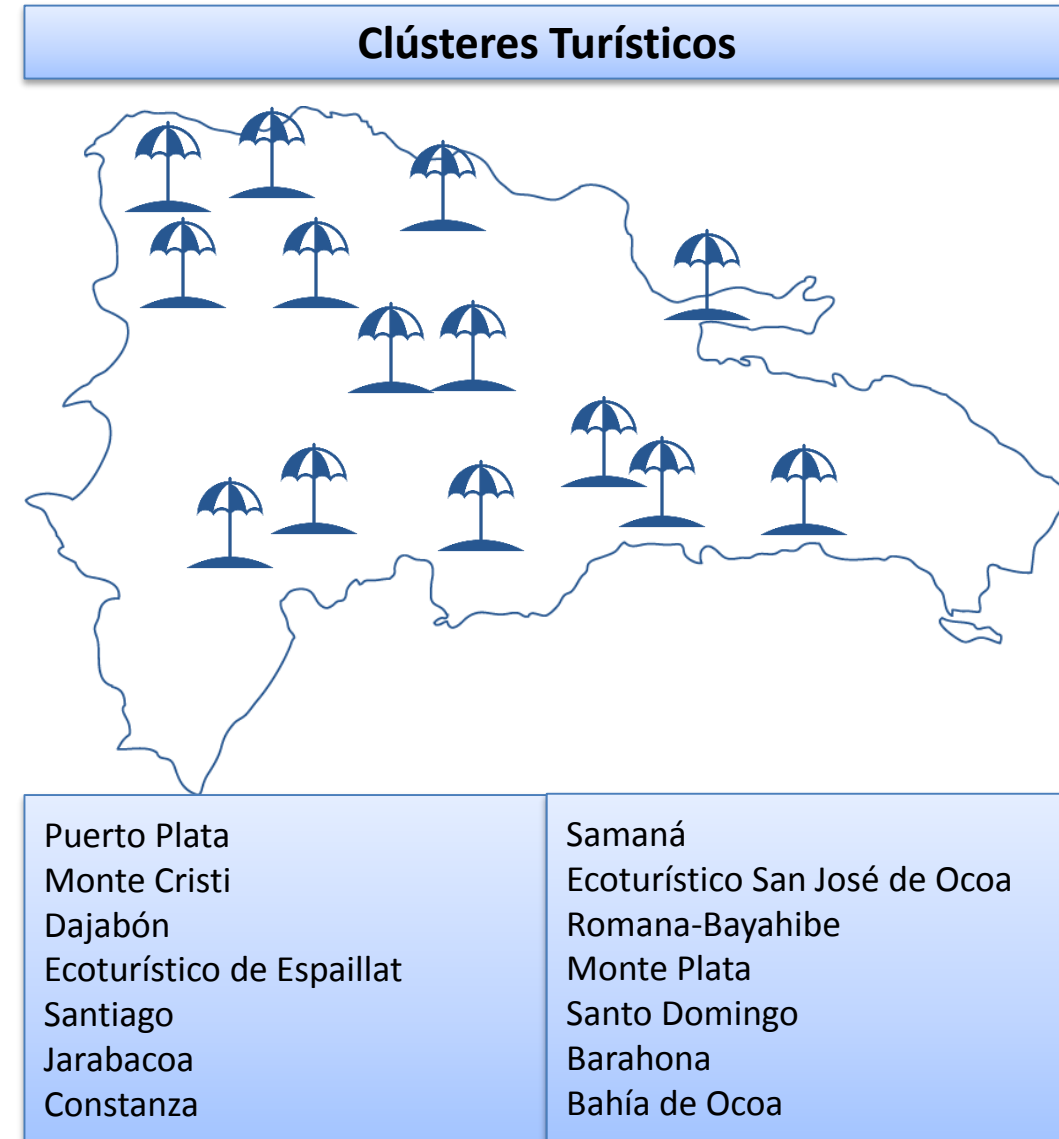 Clústeres Turísticos
Puerto Plata
Monte Cristi
Dajabón
Ecoturístico de Espaillat
Santiago
Jarabacoa
Constanza
Samaná
Ecoturístico San José de Ocoa
Romana-Bayahibe
Monte Plata
Santo Domingo
Barahona
Bahía de Ocoa